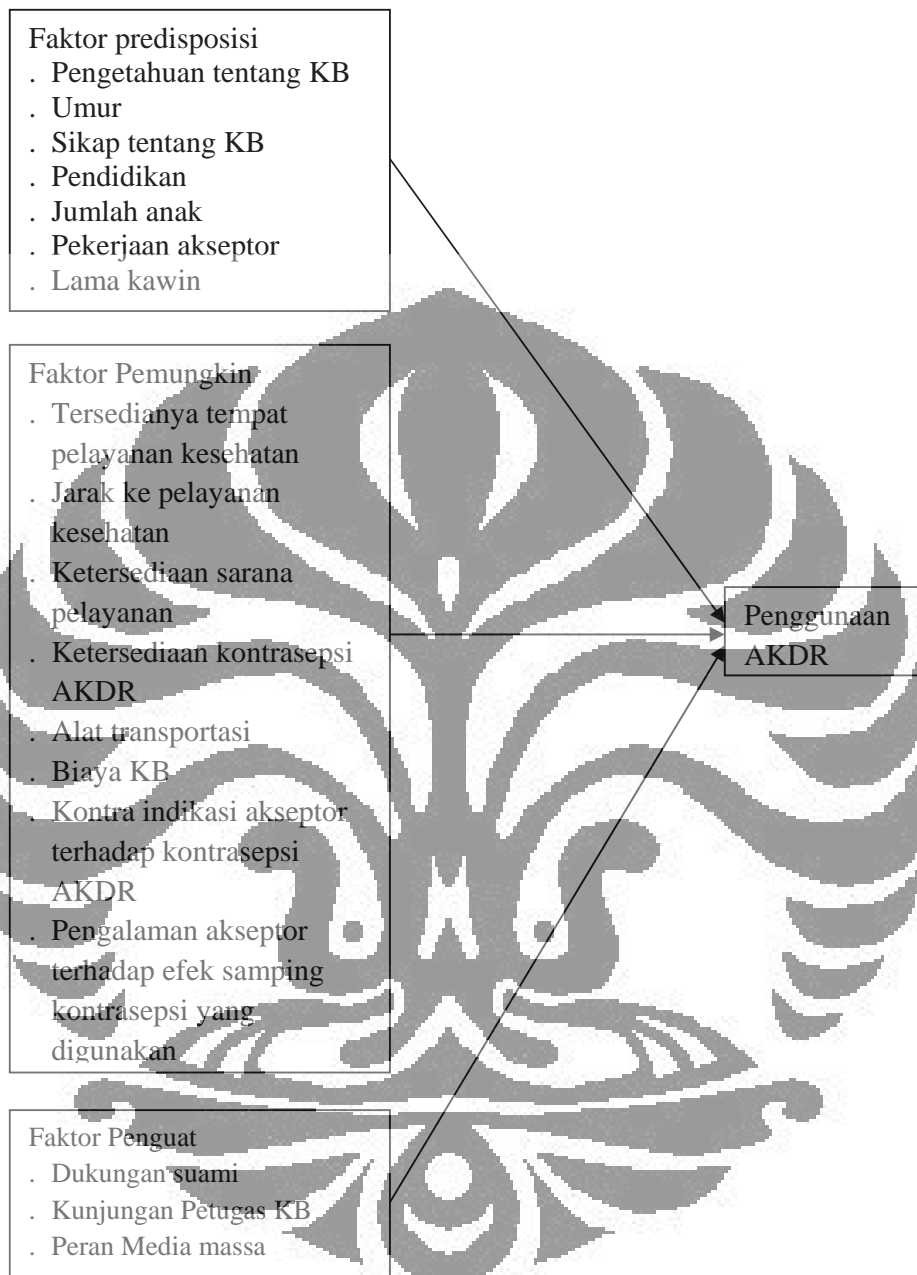 Faktor predisposisi
. Pengetahuan tentang KB
. Umur
. Sikap tentang KB
. Pendidikan
. Jumlah anak
. Pekerjaan akseptor
. Lama kawin
Faktor Pemungkin
. Tersedianya tempat
pelayanan kesehatan
. Jarak ke pelayanan
kesehatan
. Ketersediaan sarana
pelayanan
. Ketersediaan kontrasepsi
AKDR
. Alat transportasi
. Biaya KB
. Kontra indikasi akseptor
terhadap kontrasepsi
AKDR
. Pengalaman akseptor
terhadap efek samping
kontrasepsi yang
digunakan
Faktor Penguat
. Dukungan suami
. Kunjungan Petugas KB
. Peran Media massa
Penggunaan
AKDR